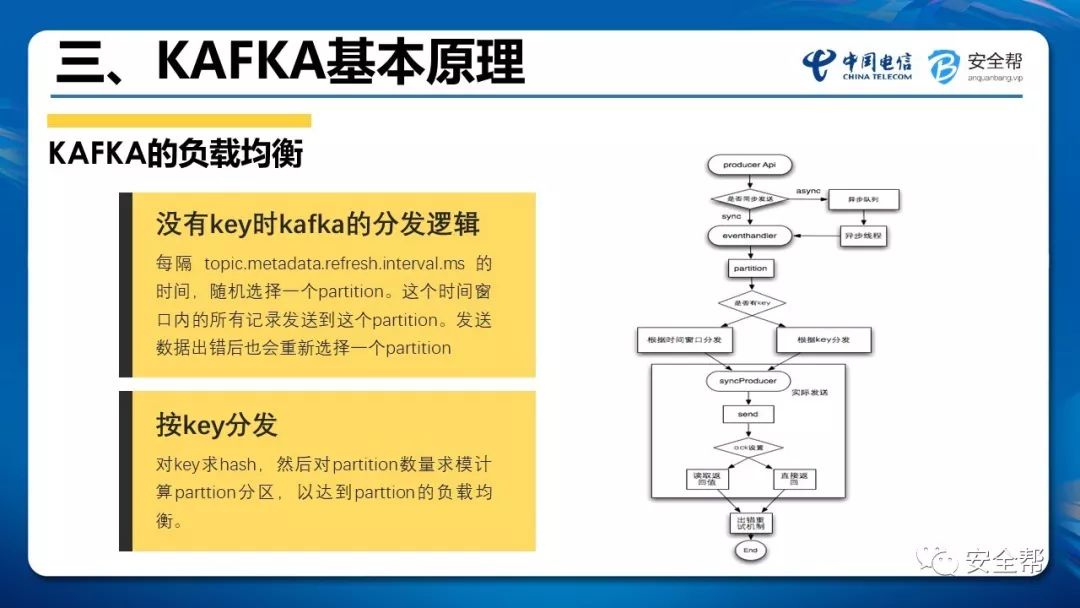 三、KAFKA基本原理
中国电信
CHINA TELECOM
安全帮
anquanbang.vip
KAFKA的负载均衡
没有key时kafka的分发逻辑
每隔 topic.metadata.refresh.interval.ms 的
时间，随机选择一个partition。这个时间窗
口内的所有记录发送到这个partition。发送
数据出错后也会重新选择一个partition
按key分发
对key求hash，然后对partition数量求模计
算parttion分区，以达到parttion的负载均
衡。
producer Api
是否同步发送
async
异步队列
sync
eventhandler
异步线程
partition
是否有key
根据时间窗口分发
根据key分发
syncProducer
实际发送
send
ack设置
读取返
回值
直接返
回
出错重
试机制
End
安全帮